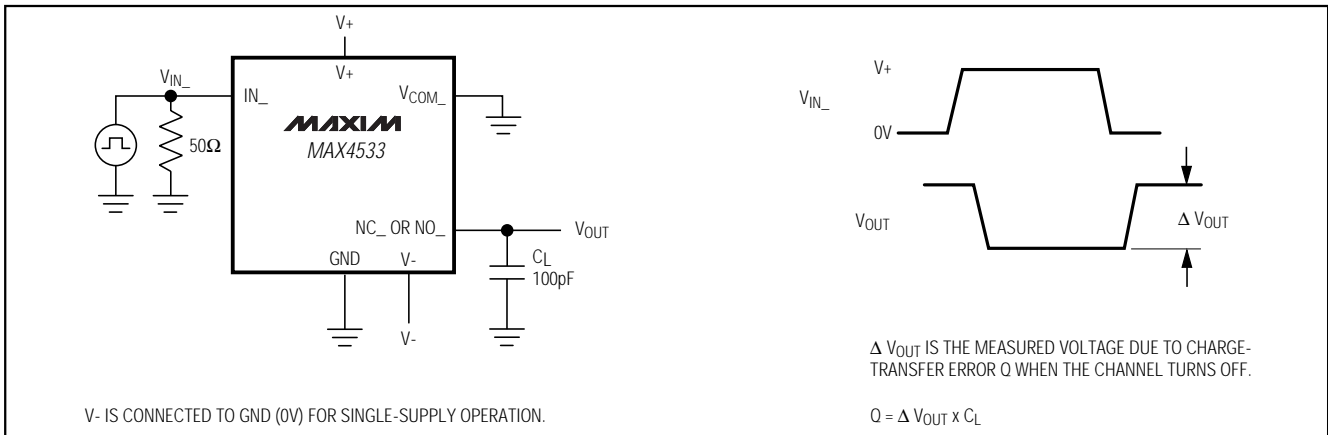 V+
V+
VIN_
IN_
VCOM_
MAXIM
MAX4533
50Ω
NC_ OR NO_
VOUT
GND
V-
CL
100pF
V-
V- IS CONNECTED TO GND (0V) FOR SINGLE-SUPPLY OPERATION.
V+
VIN_
0V
VOUT
Δ VOUT
Δ VOUT IS THE MEASURED VOLTAGE DUE TO CHARGE-
TRANSFER ERROR Q WHEN THE CHANNEL TURNS OFF.
Q = Δ VOUT x CL